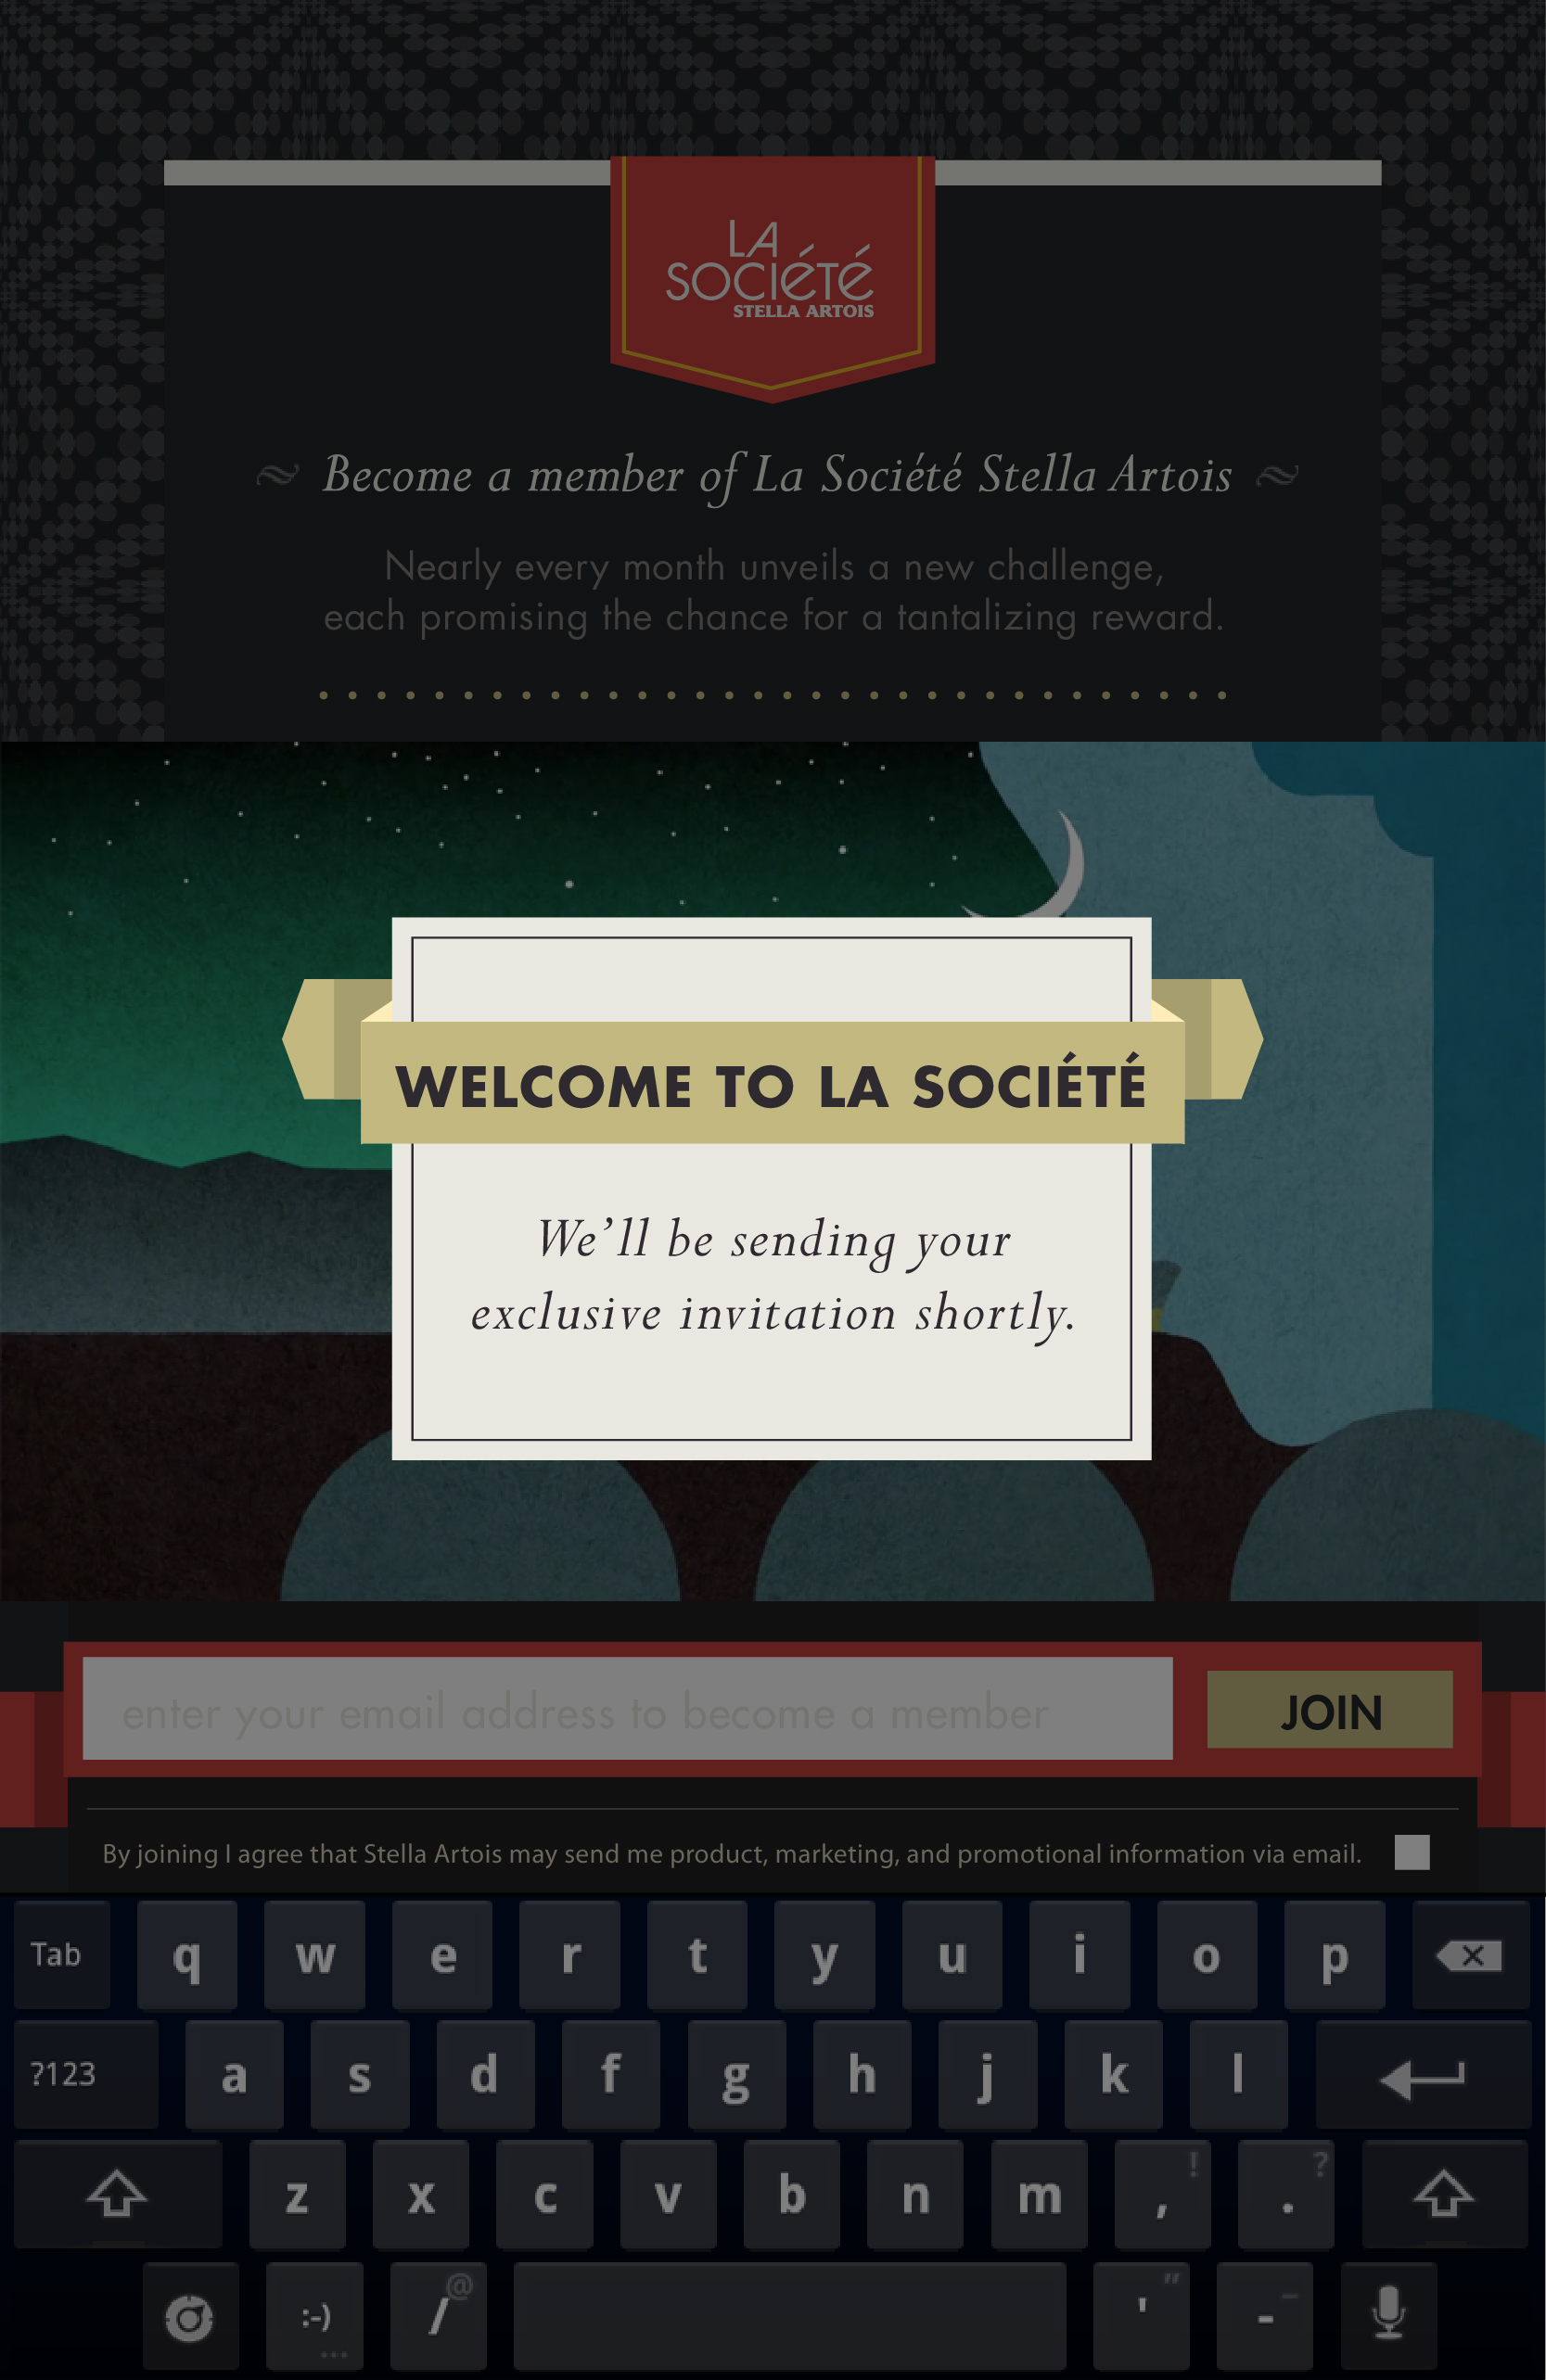 LA
SOCIÉTÉ
STELLA ARTOIS
Become a member of La Société Stella Artois
Nearly every month unveils a new challenge,
each promising the chance for a tantalizing reward.
WELCOME TO LA SOCIÉTÉ
We’ll be sending your
exclusive invitation shortly.
enter your email address to become a member
JOIN
By joining I agree that Stella Artois may send me product, marketing, and promotional information via email.
Tab q w e r t y u i o p
?123 a s d f g h j k l
z x c v b n m , ! . ?
:-) ... / @ ' " - _